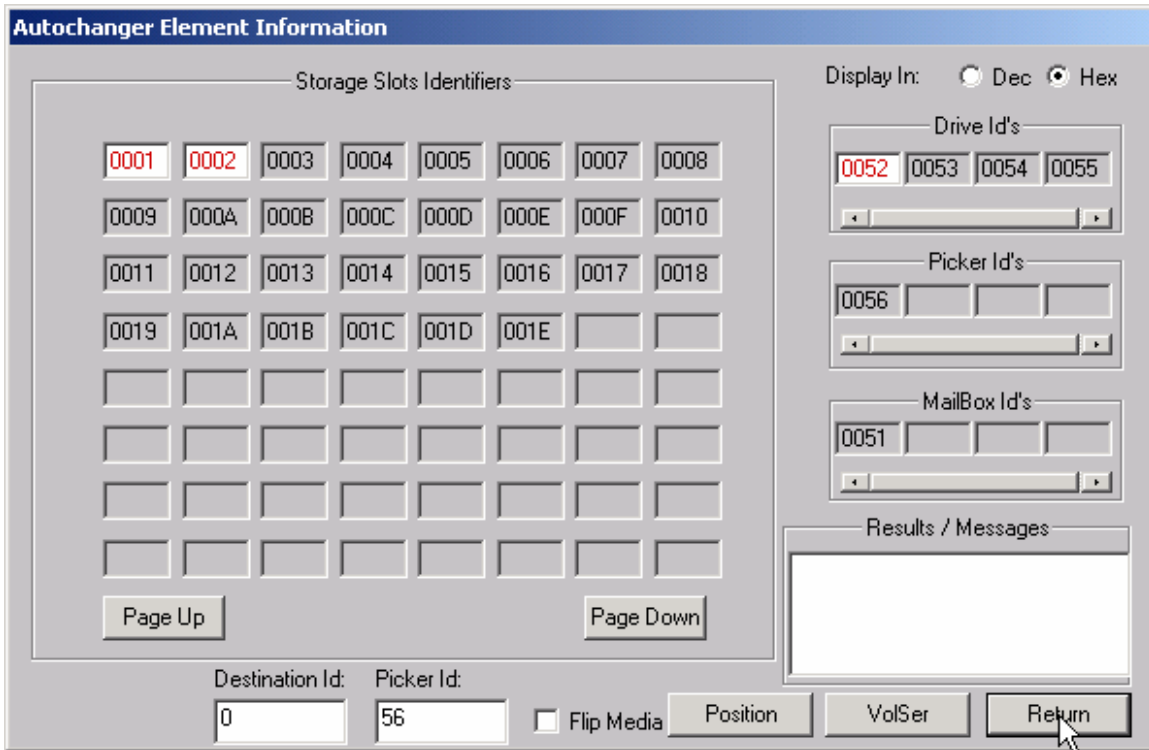 Autochanger Element Information
Storage Slots Identifiers
0001 0002 0003 0004 0005 0006 0007 0008
0009 000A 000B 000C 000D 000E 000F 0010
0011 0012 0013 0014 0015 0016 0017 0018
0019 001A 001B 001C 001D 001E
Page Up Page Down
Display In: Dec Hex
Drive Id's
0052 0053 0054 0055
Picker Id's
0056
MailBox Id's
0051
Results / Messages
Destination Id: Picker Id:
0 56 Flip Media Position VolSer Return